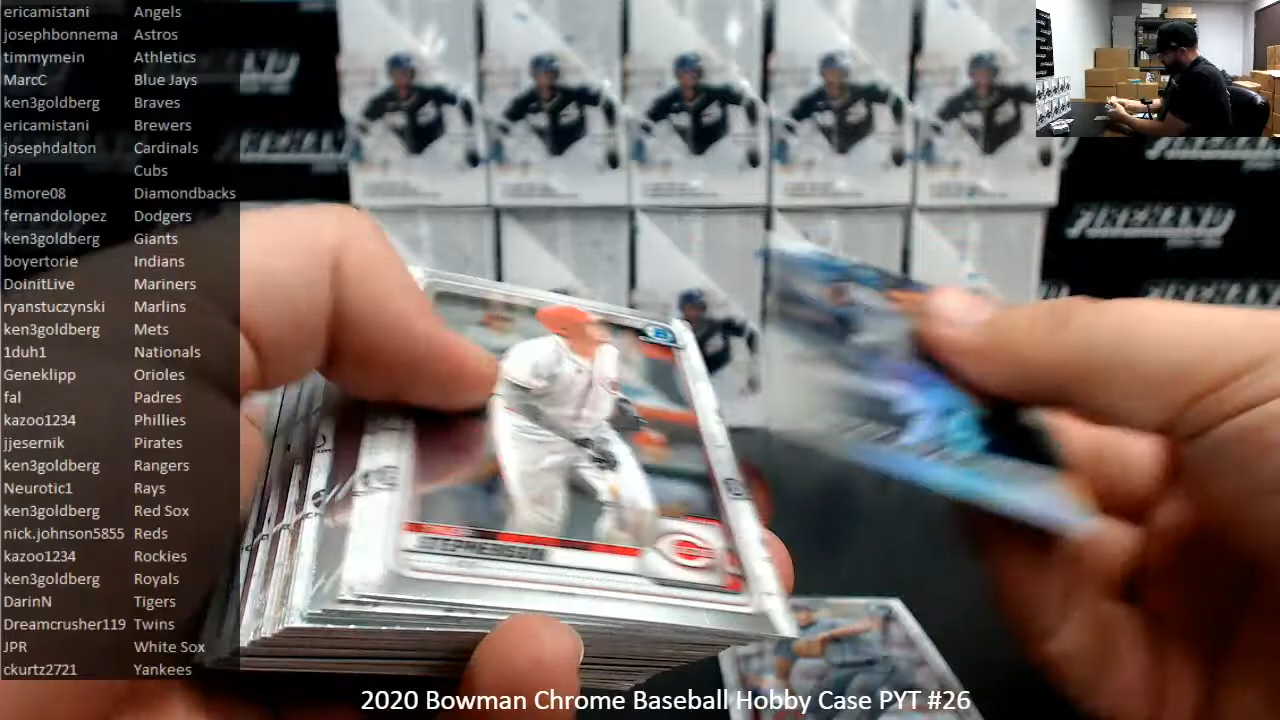 ericamistani Angels
josephbonnema Astros
timmymein Athletics
MarcC Blue Jays
ken3goldberg Braves
ericamistani Brewers
josephdalton Cardinals
fal Cubs
Bmore08 Diamondbacks
fernandolopez Dodgers
ken3goldberg Giants
boyertorie Indians
DoinitLive Mariners
ryanstuczynski Marlins
ken3goldberg Mets
1duh1 Nationals
Geneklipp Orioles
fal Padres
kazoo1234 Phillies
jjesernik Pirates
ken3goldberg Rangers
Neurotic1 Rays
ken3goldberg Red Sox
nick.johnson5855 Reds
kazoo1234 Rockies
ken3goldberg Royals
DarinN Tigers
Dreamcrusher119 Twins
JPR White Sox
ckurtz2721 Yankees
FIREHAND
STEPHENSON
2020 Bowman Chrome Baseball Hobby Case PYT #26